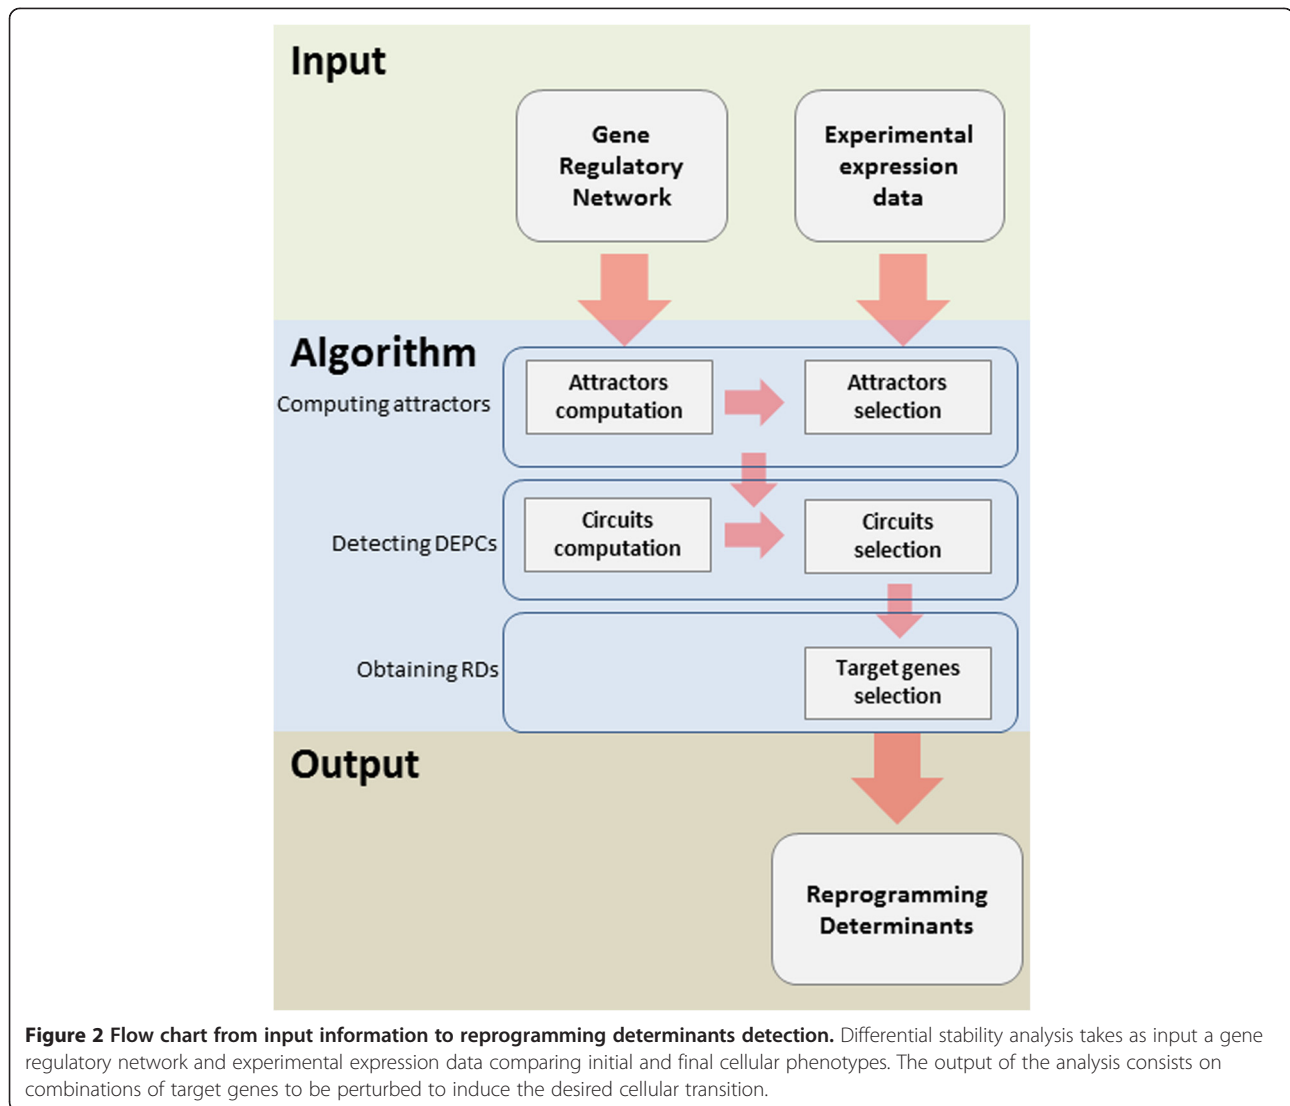 Input
Gene
Regulatory
Network
Experimental
expression
data
Algorithm
Computing attractors
Attractors
computation
Attractors
selection
Detecting DEPCs
Circuits
computation
Circuits
selection
Obtaining RDs
Target genes
selection
Output
Reprogramming
Determinants
Figure 2 Flow chart from input information to reprogramming determinants detection. Differential stability analysis takes as input a gene
regulatory network and experimental expression data comparing initial and final cellular phenotypes. The output of the analysis consists on
combinations of target genes to be perturbed to induce the desired cellular transition.